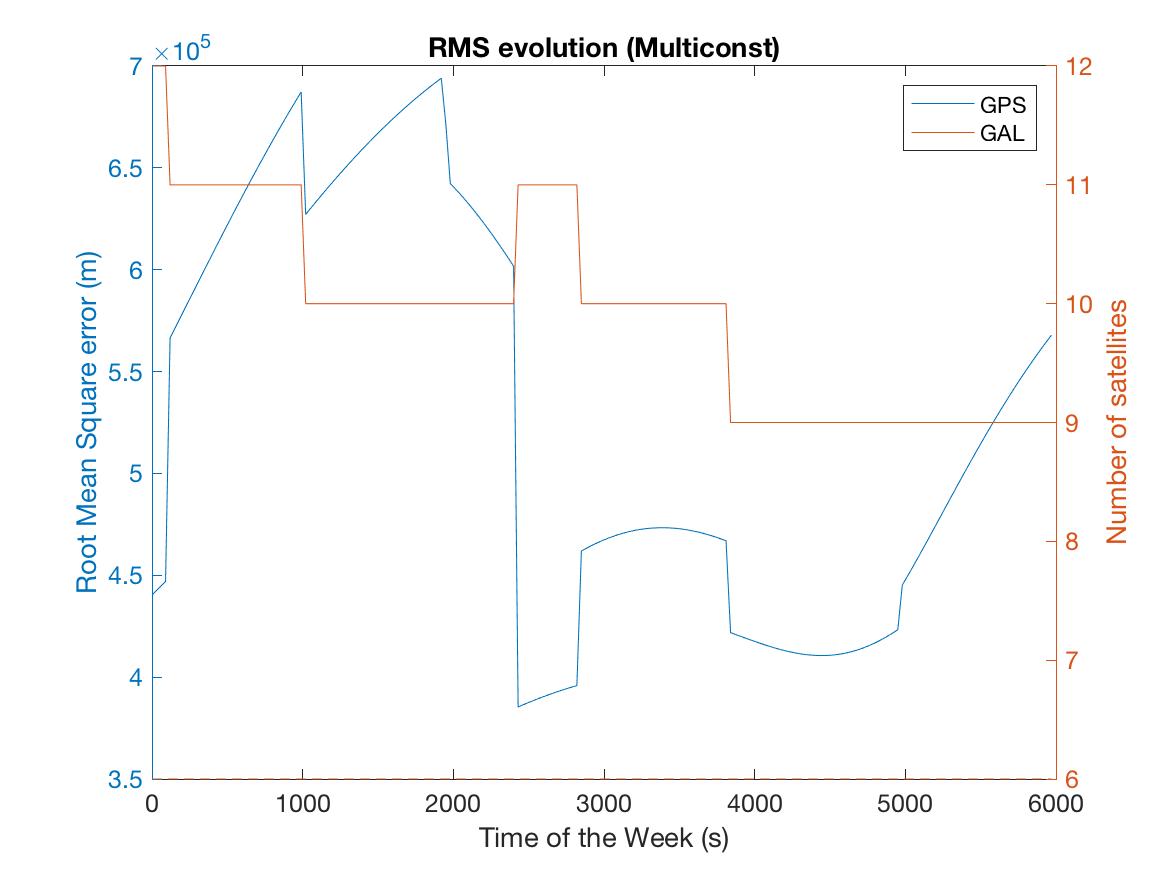 RMS evolution (Multiconst)
×10^5
7
6.5
6
5.5
5
4.5
4
3.5
Root Mean Square error (m)
GPS
GAL
12
11
10
9
8
7
6
Number of satellites
0 1000 2000 3000 4000 5000 6000
Time of the Week (s)